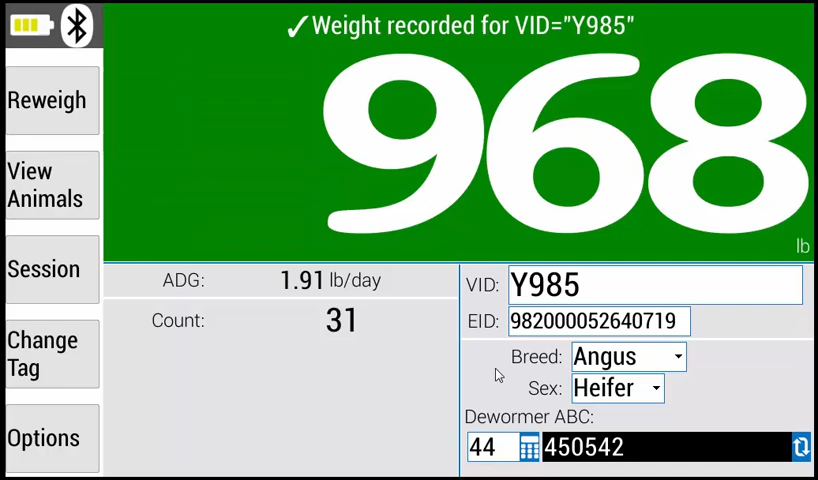 ✓Weight recorded for VID="Y985"
968
lb
Reweigh
View
Animals
Session
Change
Tag
Options
ADG: 1.91 lb/day
Count: 31
VID: Y985
EID: 982000052640719
Breed: Angus
Sex: Heifer
Dewormer ABC:
44 450542